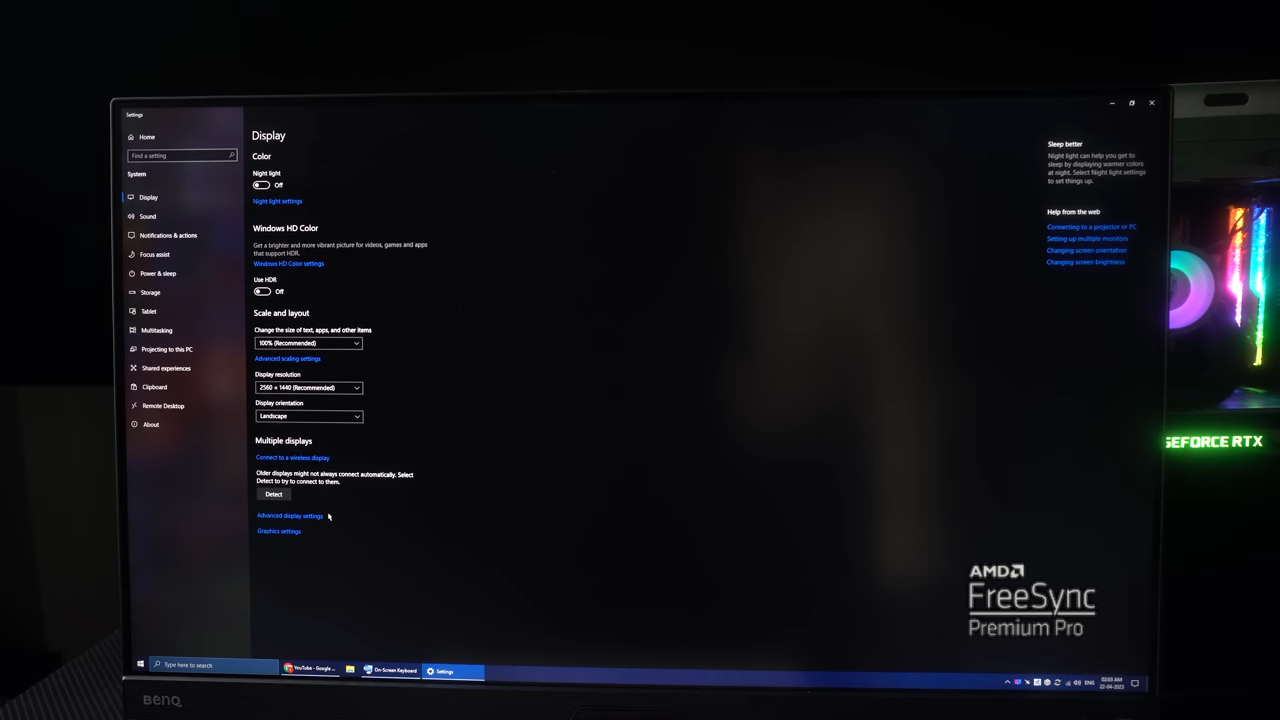 Settings
Home
Find a setting
System
Display
Sound
Notifications & actions
Focus assist
Power & sleep
Storage
Tablet
Multitasking
Projecting to this PC
Shared experiences
Clipboard
Remote Desktop
About
Display
Color
Night light
Off
Night light settings
Windows HD Color
Get a brighter and more vibrant picture for videos, games and apps
that support HDR.
Windows HD Color settings
Use HDR
Off
Scale and layout
Change the size of text, apps, and other items
100% (Recommended)
Advanced scaling settings
Display resolution
2560 × 1440 (Recommended)
Display orientation
Landscape
Multiple displays
Connect to a wireless display
Older displays might not always connect automatically. Select
Detect to try to connect to them.
Detect
Advanced display settings
Graphics settings
Sleep better
Night light can help you get to
sleep by displaying warmer colors
at night. Select Night light settings
to set things up.
Help from the web
Connecting to a projector or PC
Setting up multiple monitors
Changing screen orientation
Changing screen brightness
GEFORCE RTX
AMD
FreeSync
Premium Pro
Type here to search
YouTube - Google ...
On-Screen Keyboard
Settings
ENG
02:03 AM
22-04-2023
BenQ